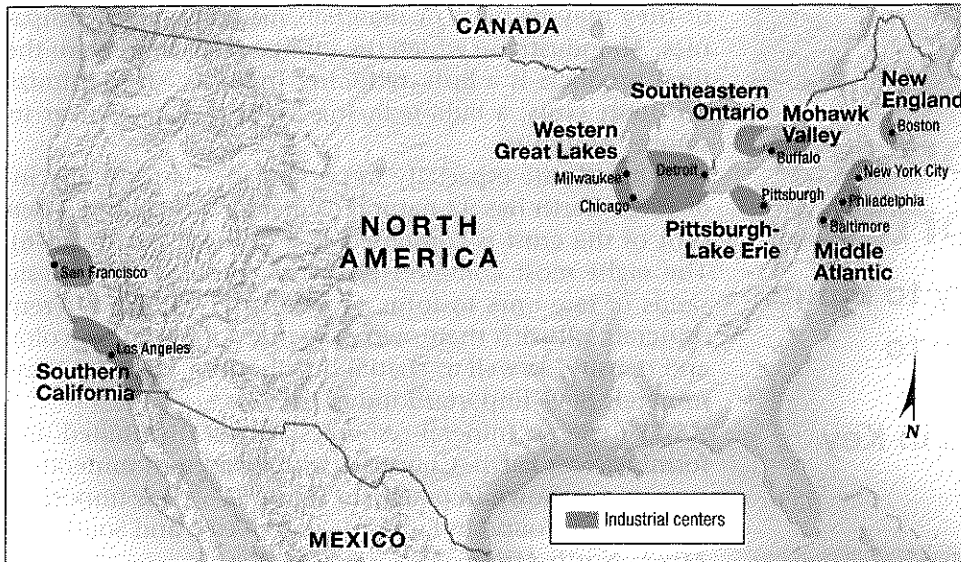 CANADA
New
England
Southeastern
Ontario
Mohawk
Valley
Boston
Western
Great Lakes
Buffalo
Milwaukee
Detroit
New York City
Chicago
Pittsburgh
Philadelphia
Baltimore
NORTH
AMERICA
Pittsburgh-
Lake Erie
Middle
Atlantic
San Francisco
Los Angeles
Southern
California
N
Industrial centers
MEXICO